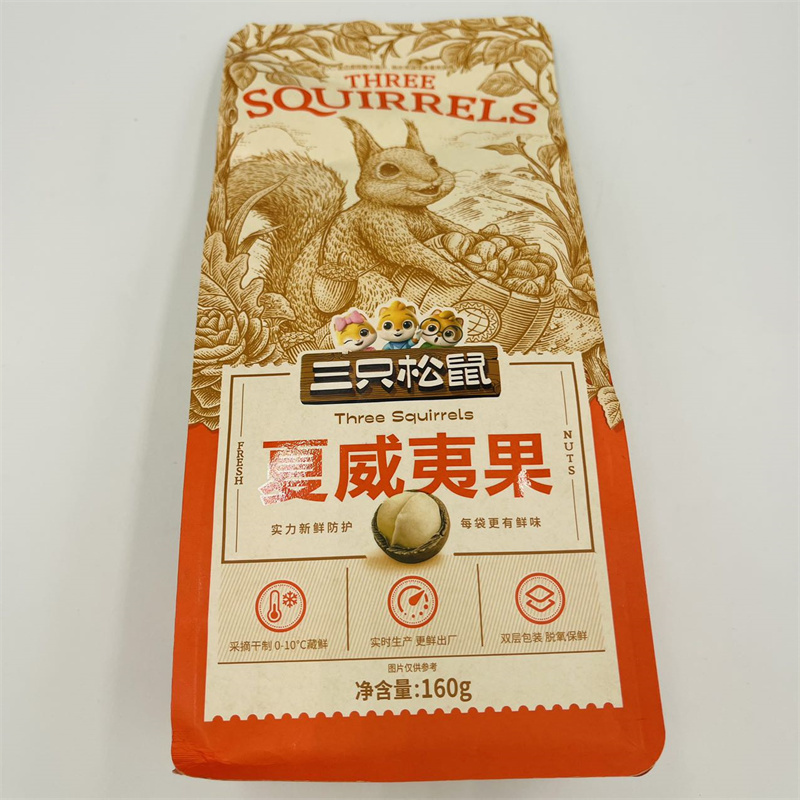 THREE
SQUIRRELS
三只松鼠
Three Squirrels
FRESH
夏威夷果
NUTS
实力新鲜防护
每袋更有鲜味
采摘干制 0-10°C藏鲜
实时生产 更鲜出厂
双层包装 脱氧保鲜
图片仅供参考
净含量:160g